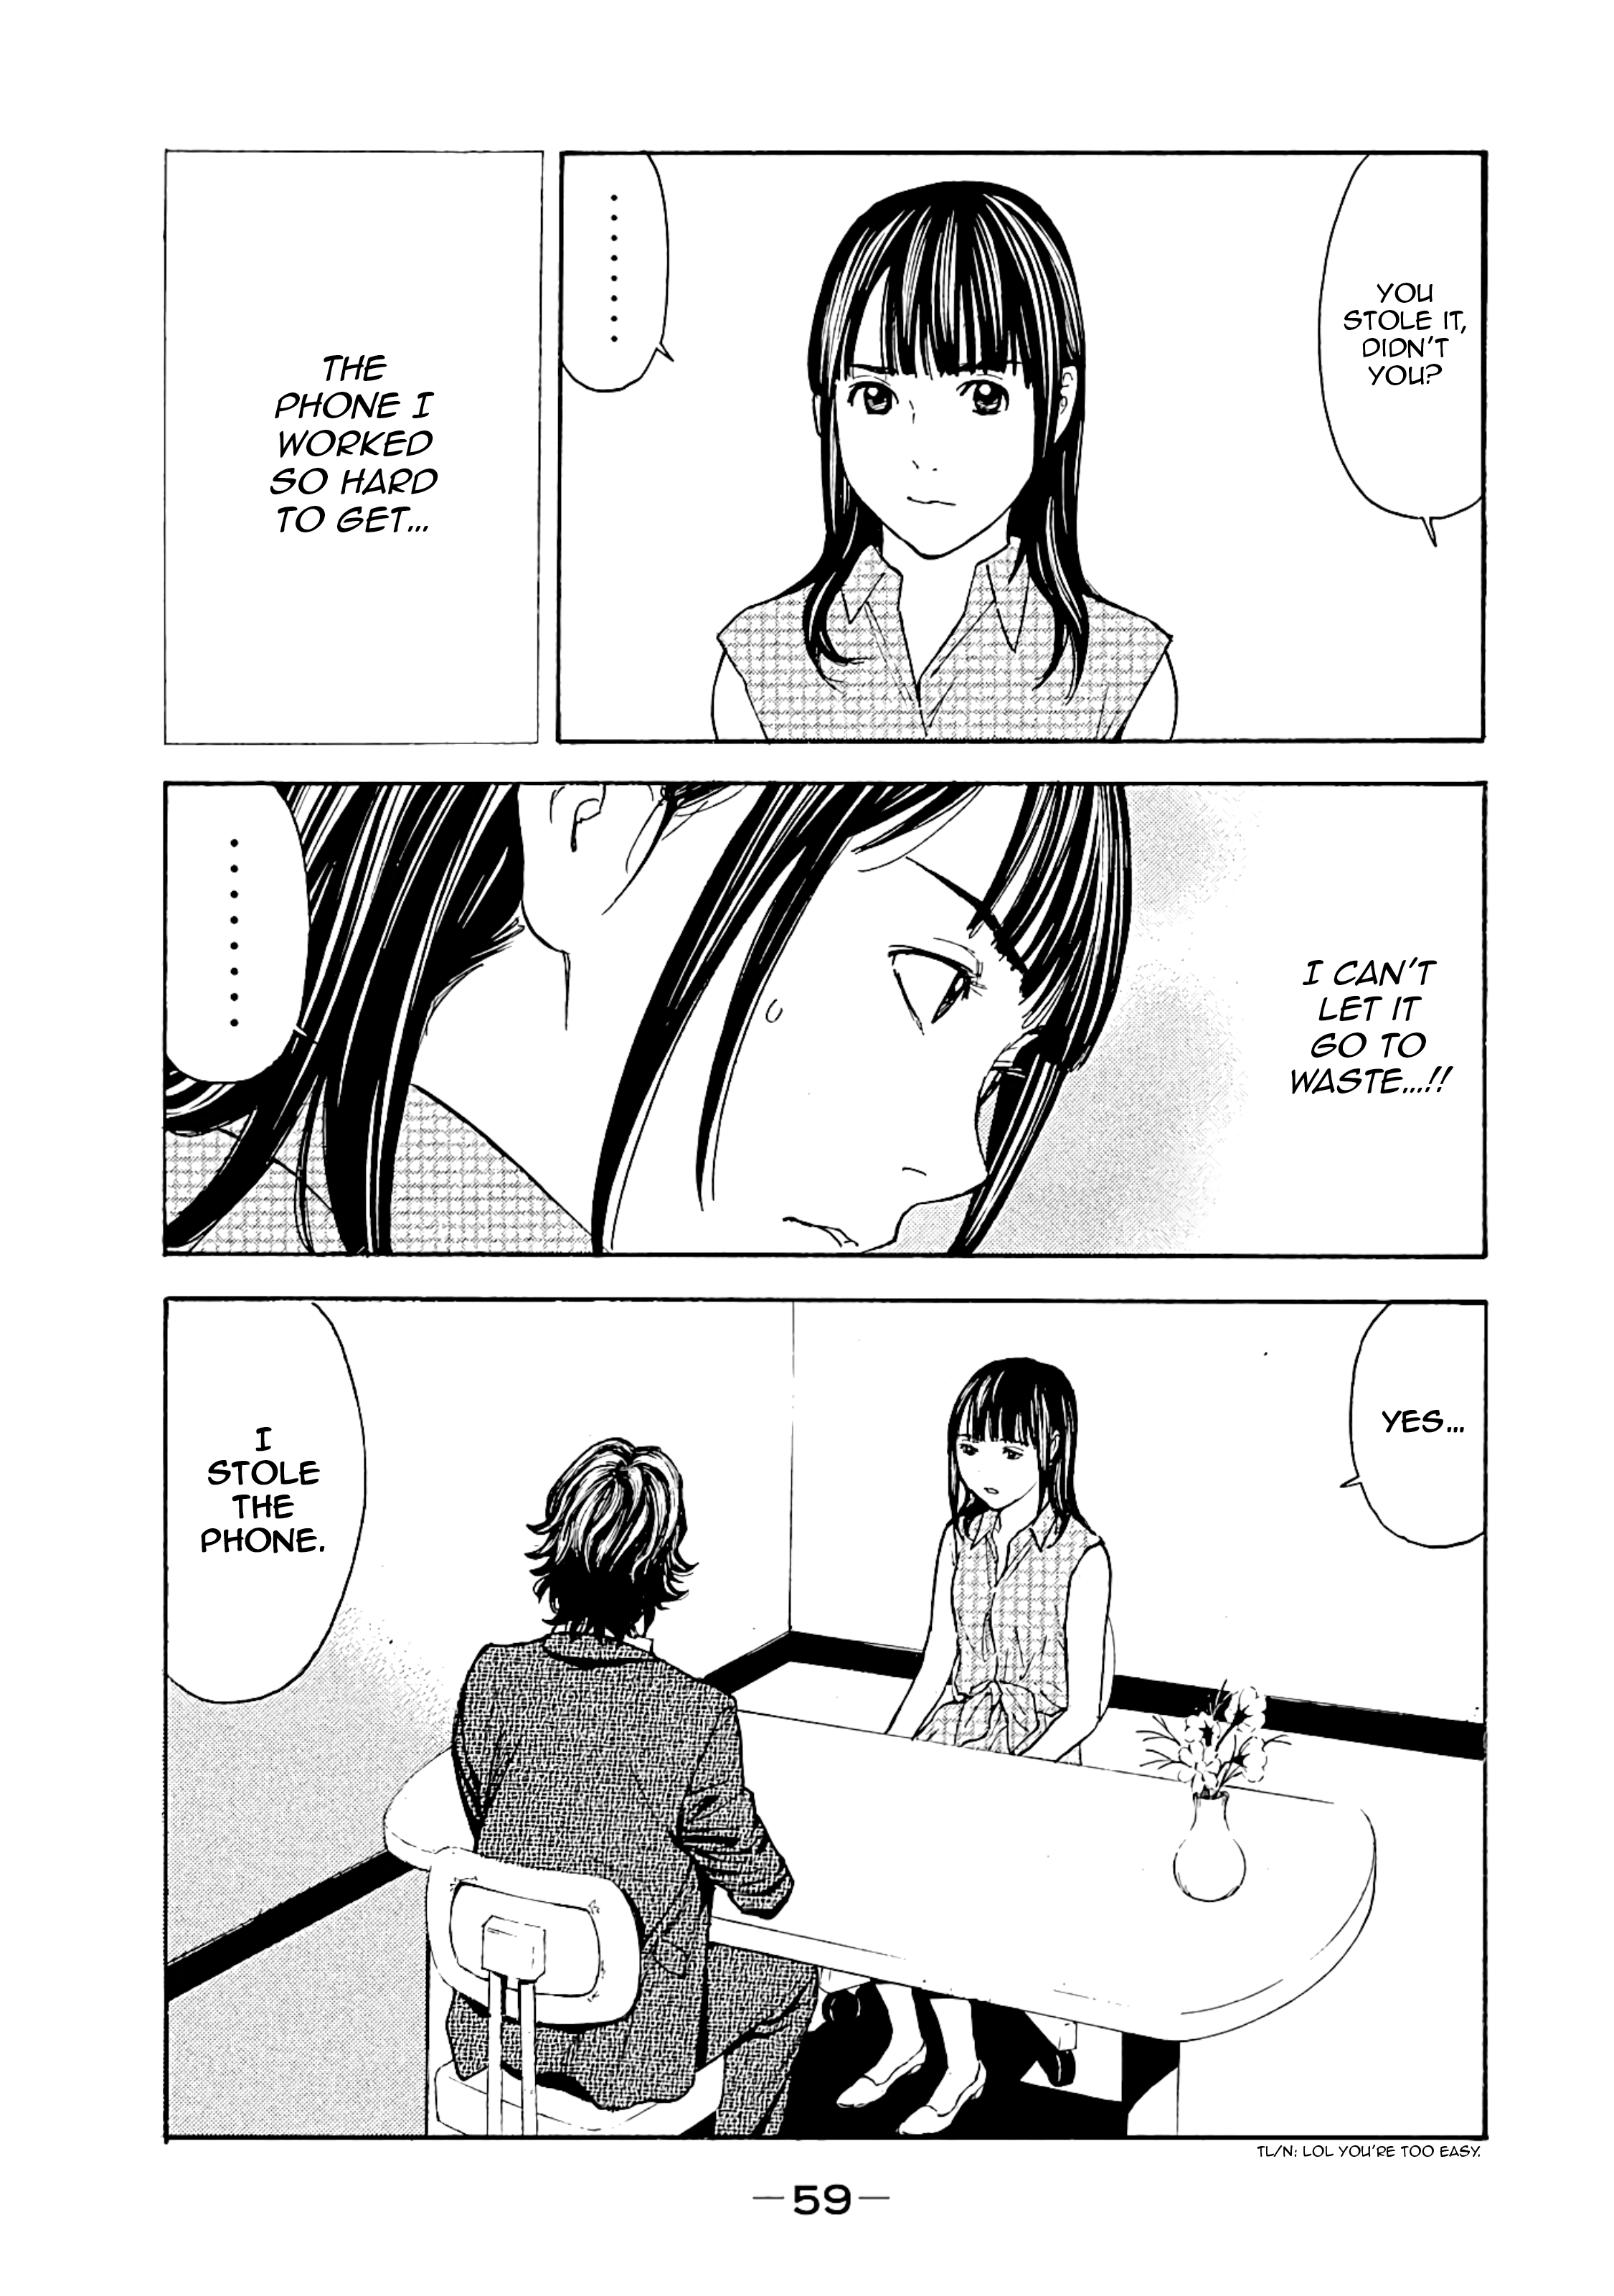 YOU
STOLE IT,
DIDN'T
YOU?
........
THE
PHONE I
WORKED
SO HARD
TO GET...
I CAN'T
LET IT
GO TO
WASTE...!!
........
YES...
I
STOLE
THE
PHONE.
TL/N: LOL YOU'RE TOO EASY.
—59—